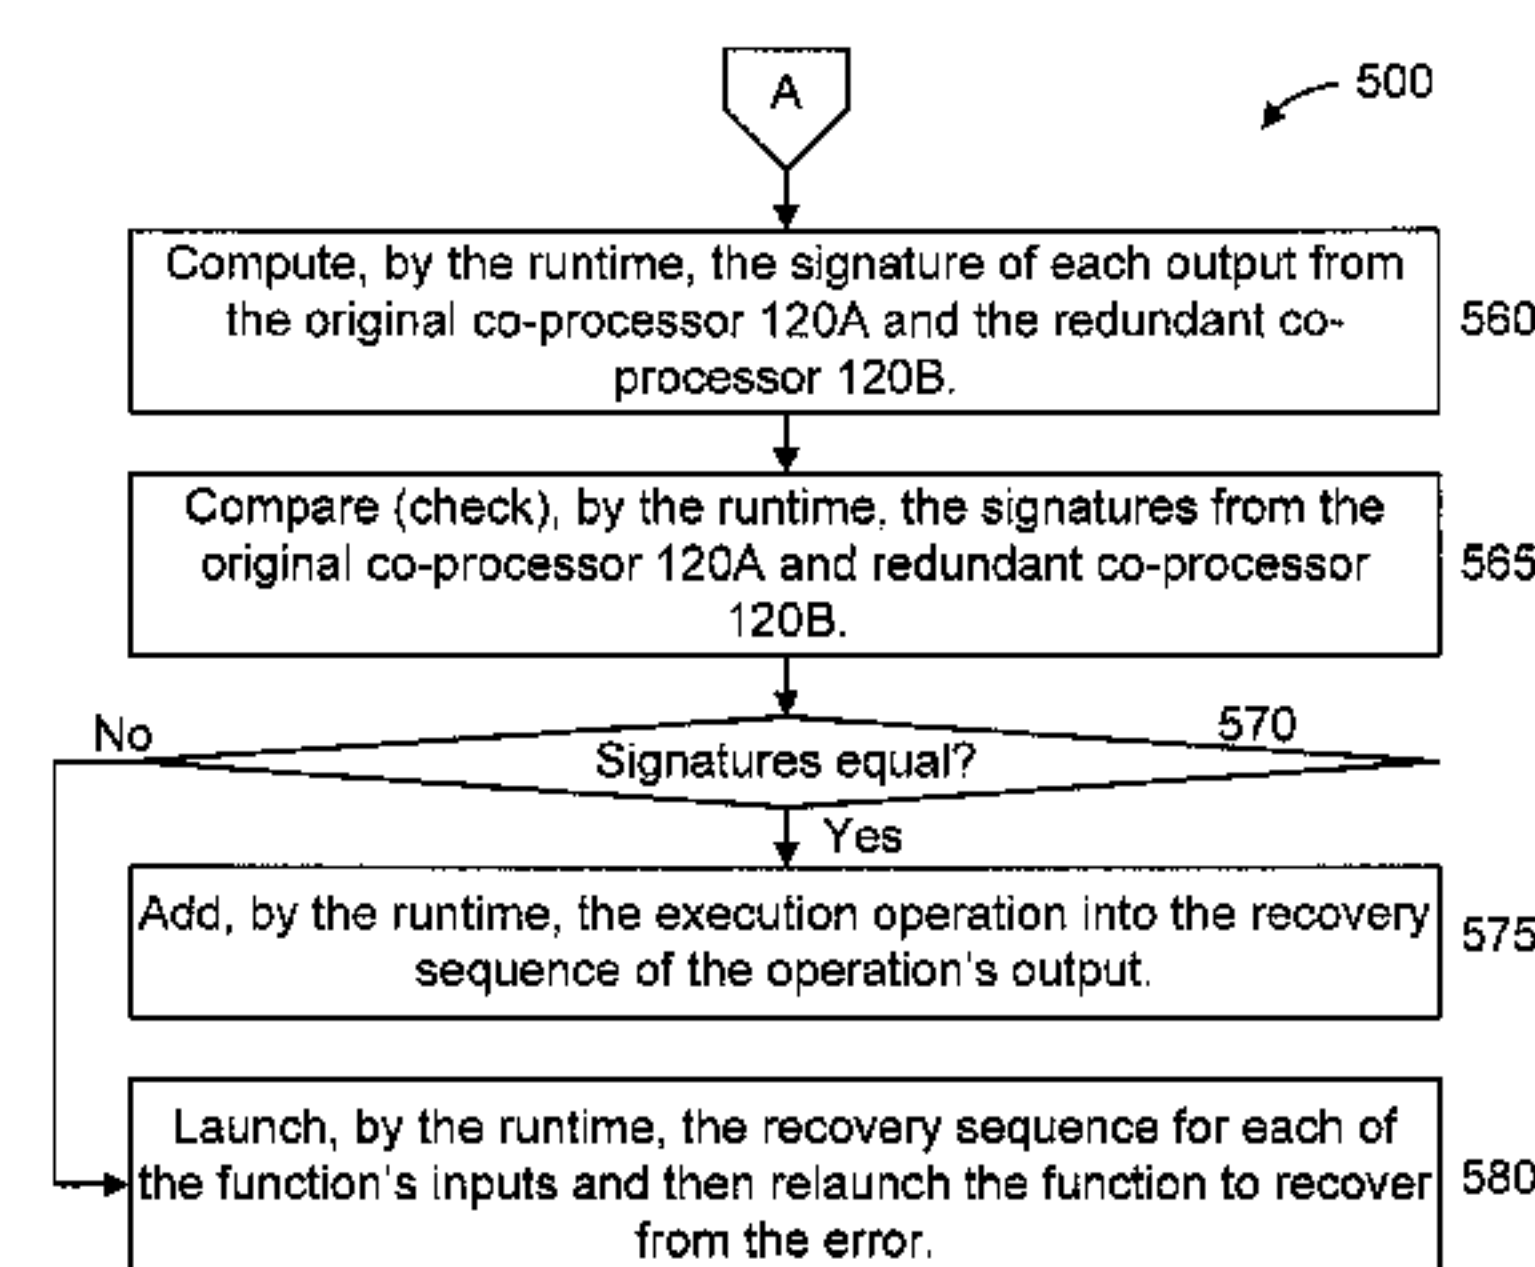 A
500
Compute, by the runtime, the signature of each output from
the original co-processor 120A and the redundant co-
processor 120B.
560
Compare (check), by the runtime, the signatures from the
original co-processor 120A and redundant co-processor
120B.
565
No
570
Signatures equal?
Yes
Add, by the runtime, the execution operation into the recovery
sequence of the operation's output.
575
Launch, by the runtime, the recovery sequence for each of
the function's inputs and then relaunch the function to recover
from the error.
580